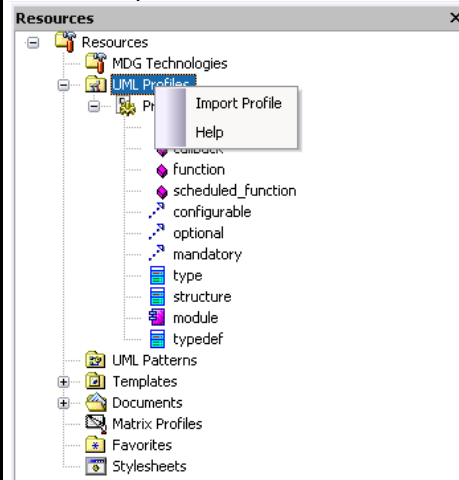 Resources
Resources
MDG Technologies
UML Profiles
Import Profile
Help
function
scheduled_function
configurable
optional
mandatory
type
structure
module
typedef
UML Patterns
Templates
Documents
Matrix Profiles
Favorites
Stylesheets